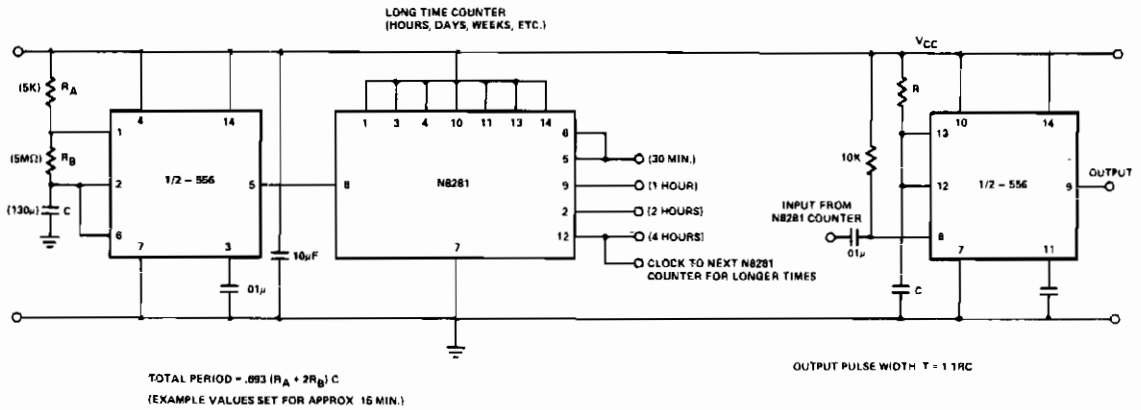 LONG TIME COUNTER
(HOURS, DAYS, WEEKS, ETC.)
VCC
(5K) RA
4
14
1 3 4 10 11 13 14
R
10
14
1
(5MΩ) RB
2
1/2 – 556
5
8
N8281
6
5
(30 MIN.)
9
(1 HOUR)
2
(2 HOURS)
12
(4 HOURS)
CLOCK TO NEXT N8281
COUNTER FOR LONGER TIMES
(130μ) C
6
7
3
01μ
10μF
7
10K
13
12
1/2 – 556
9
OUTPUT
INPUT FROM
N8281 COUNTER
01μ
8
7
11
C
TOTAL PERIOD = .693 (RA + 2RB) C
(EXAMPLE VALUES SET FOR APPROX 15 MIN.)
OUTPUT PULSE WIDTH T = 1 1RC